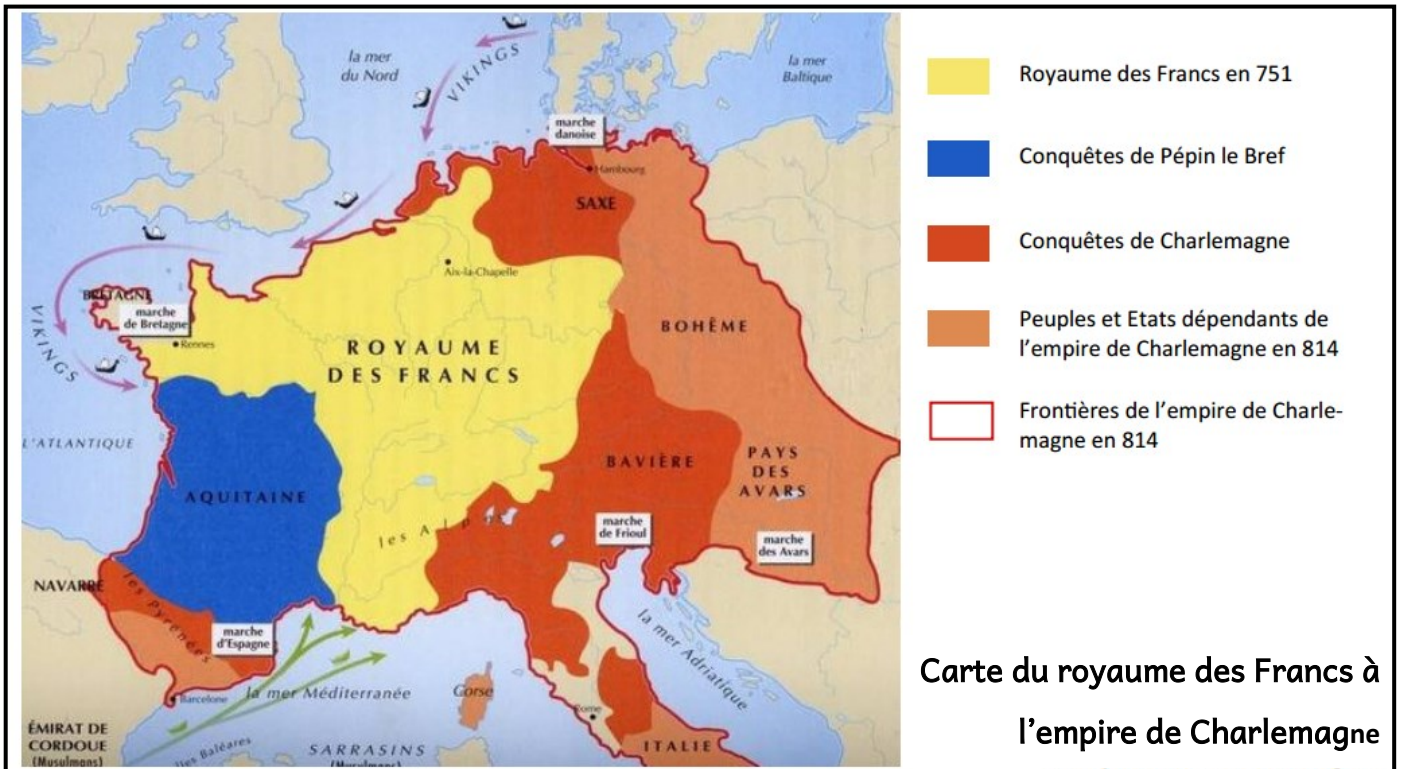 la mer
du Nord
VIKINGS
la mer
Baltique
marche
danoise
Hambourg
SAXE
Aix-la-Chapelle
BRETAGNE
marche
de Bretagne
Rennes
VIKINGS
ROYAUME
DES FRANCS
BOHÊME
L'ATLANTIQUE
AQUITAINE
BAVIÈRE
PAYS
DES
AVARS
les Alpes
marche
de Frioul
marche
des Avars
NAVARRE
les Pyrénées
marche
d'Espagne
Barcelone
la mer Méditerranée
Corse
la mer Adriatique
Rome
ITALIE
ÉMIRAT DE
CORDOUE
(Musulmans)
îles Baléares
SARRASINS
(Musulmans)
Royaume des Francs en 751
Conquêtes de Pépin le Bref
Conquêtes de Charlemagne
Peuples et Etats dépendants de
l'empire de Charlemagne en 814
Frontières de l'empire de Charle-
magne en 814
Carte du royaume des Francs à
l'empire de Charlemagne